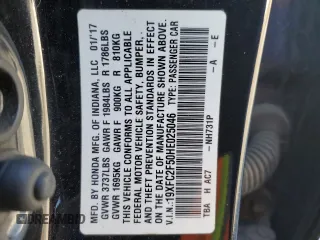 MFD. BY HONDA MFG. OF INDIANA, LLC 01/17
GVWR 3737LBS GAWR F 1984LBS R 1786LBS
GVWR 1695KG GAWR F 900KG R 810KG
THIS VEHICLE CONFORMS TO ALL APPLICABLE
FEDERAL MOTOR VEHICLE SAFETY, BUMPER,
AND THEFT PREVENTION STANDARDS IN EFFECT
ON THE DATE OF MANUFACTURE SHOWN ABOVE.
V.I.N.: 19XFC2F50HE025046 TYPE: PASSENGER CAR
NH731P -A -E
TBA H AC7
DREAMBID